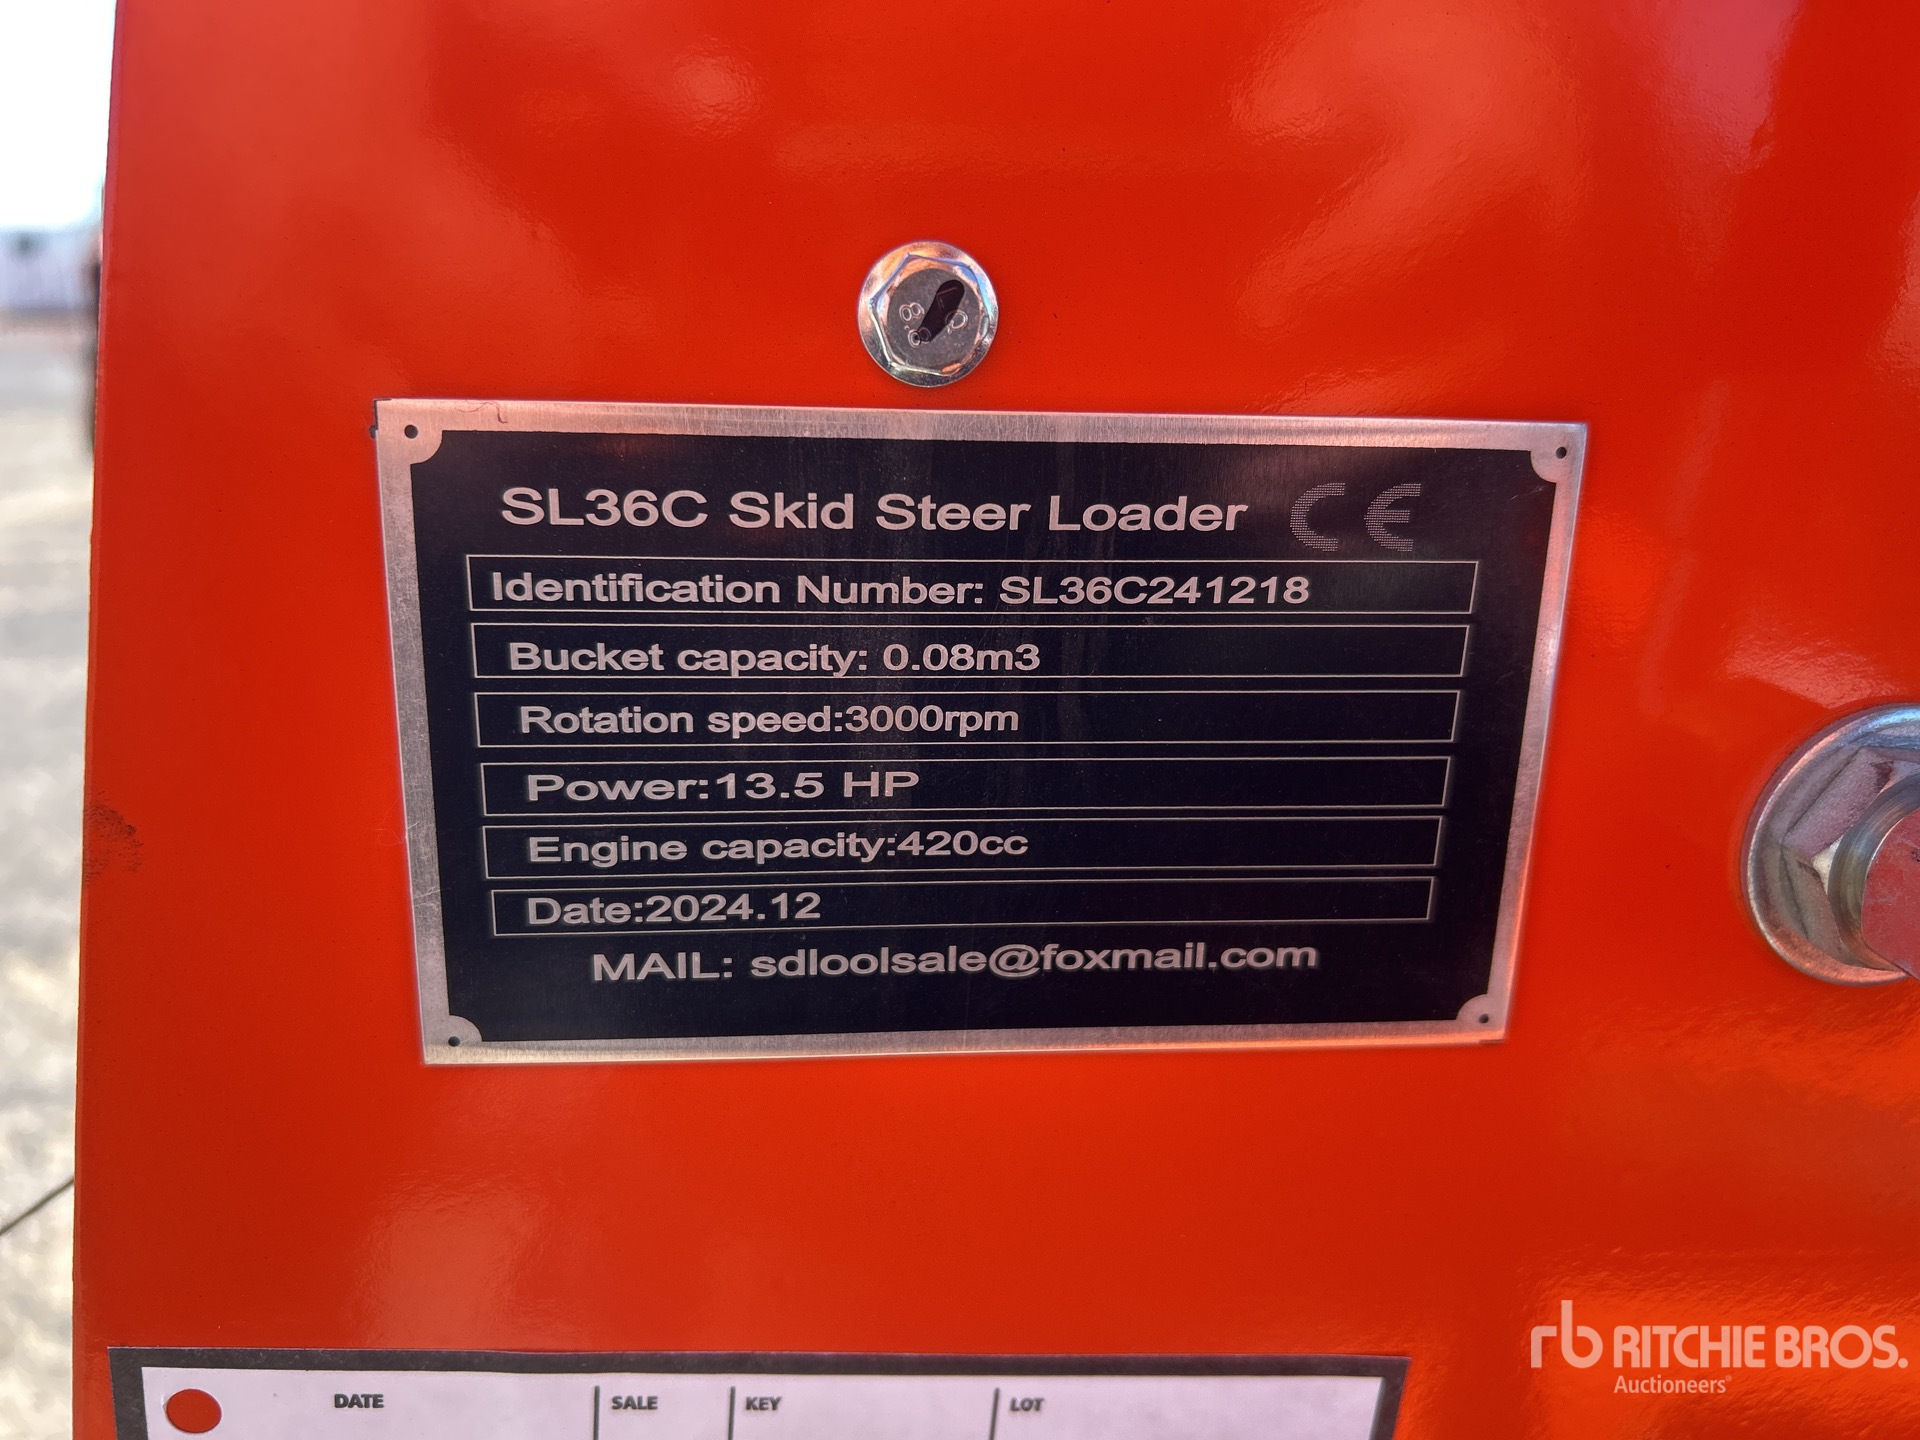 8.8
SL36C Skid Steer Loader CE
Identification Number: SL36C241218
Bucket capacity: 0.08m3
Rotation speed:3000rpm
Power:13.5 HP
Engine capacity:420cc
Date:2024.12
MAIL: sdloolsale@foxmail.com
DATE SALE KEY LOT
rb RITCHIE BROS.
Auctioneers